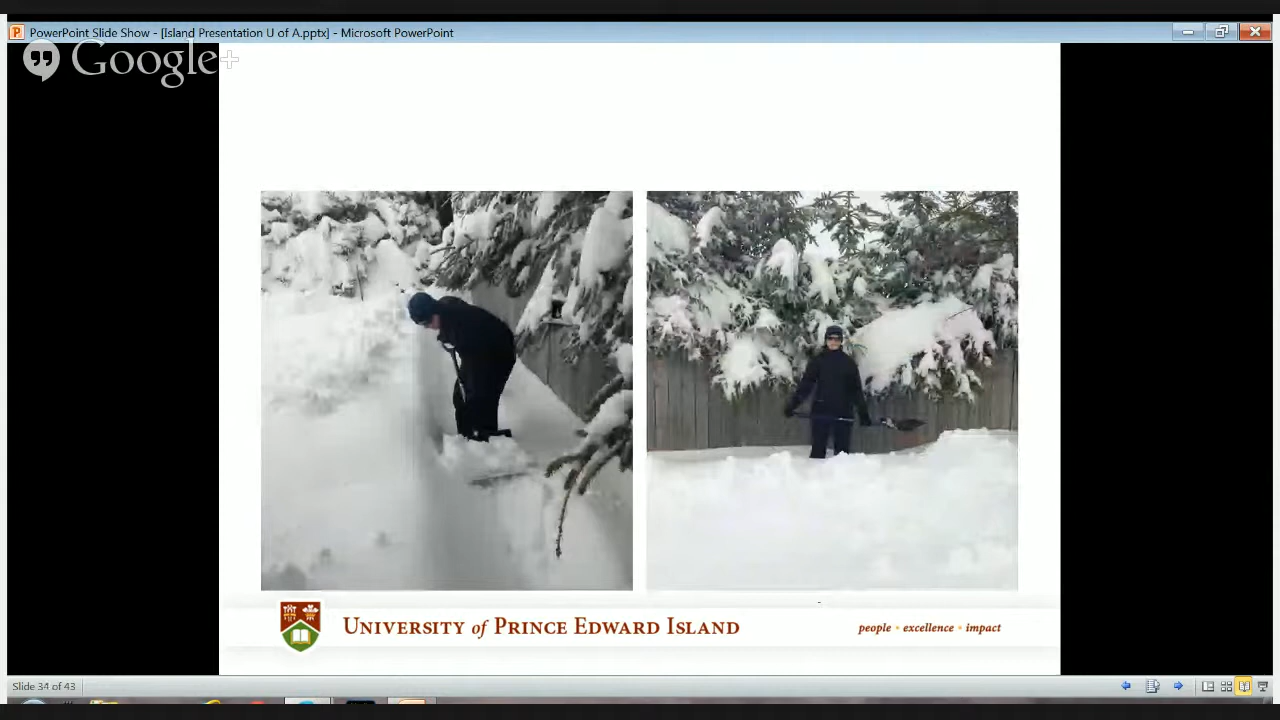 PowerPoint Slide Show - [Island Presentation U of A.pptx] - Microsoft PowerPoint
Google+
UNIVERSITY of PRINCE EDWARD ISLAND
people • excellence • impact
Slide 34 of 43